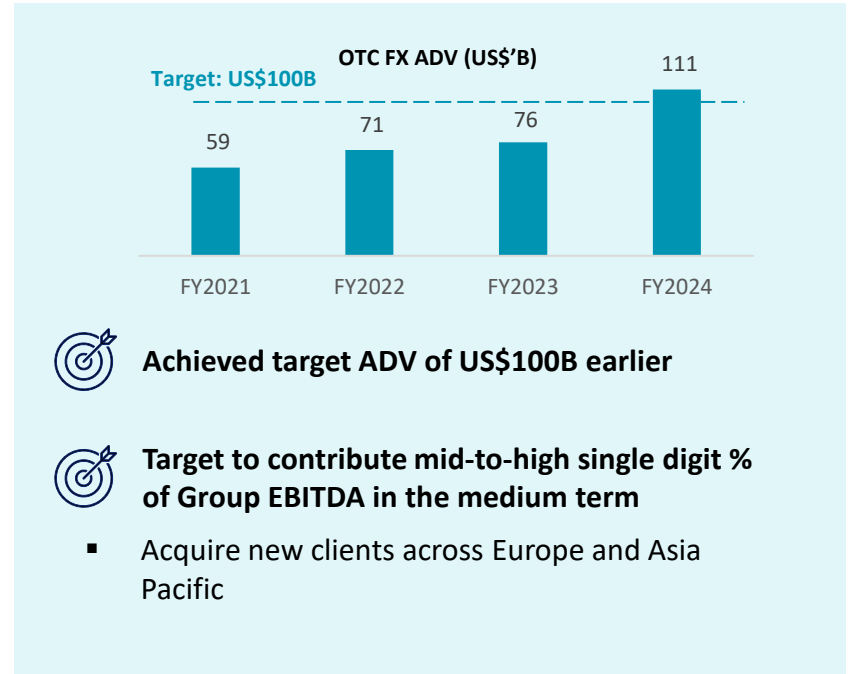 OTC FX ADV (US$'B)
Target: US$100B
59
71
76
111
FY2021
FY2022
FY2023
FY2024
Achieved target ADV of US$100B earlier
Target to contribute mid-to-high single digit %
of Group EBITDA in the medium term
▪ Acquire new clients across Europe and Asia
Pacific